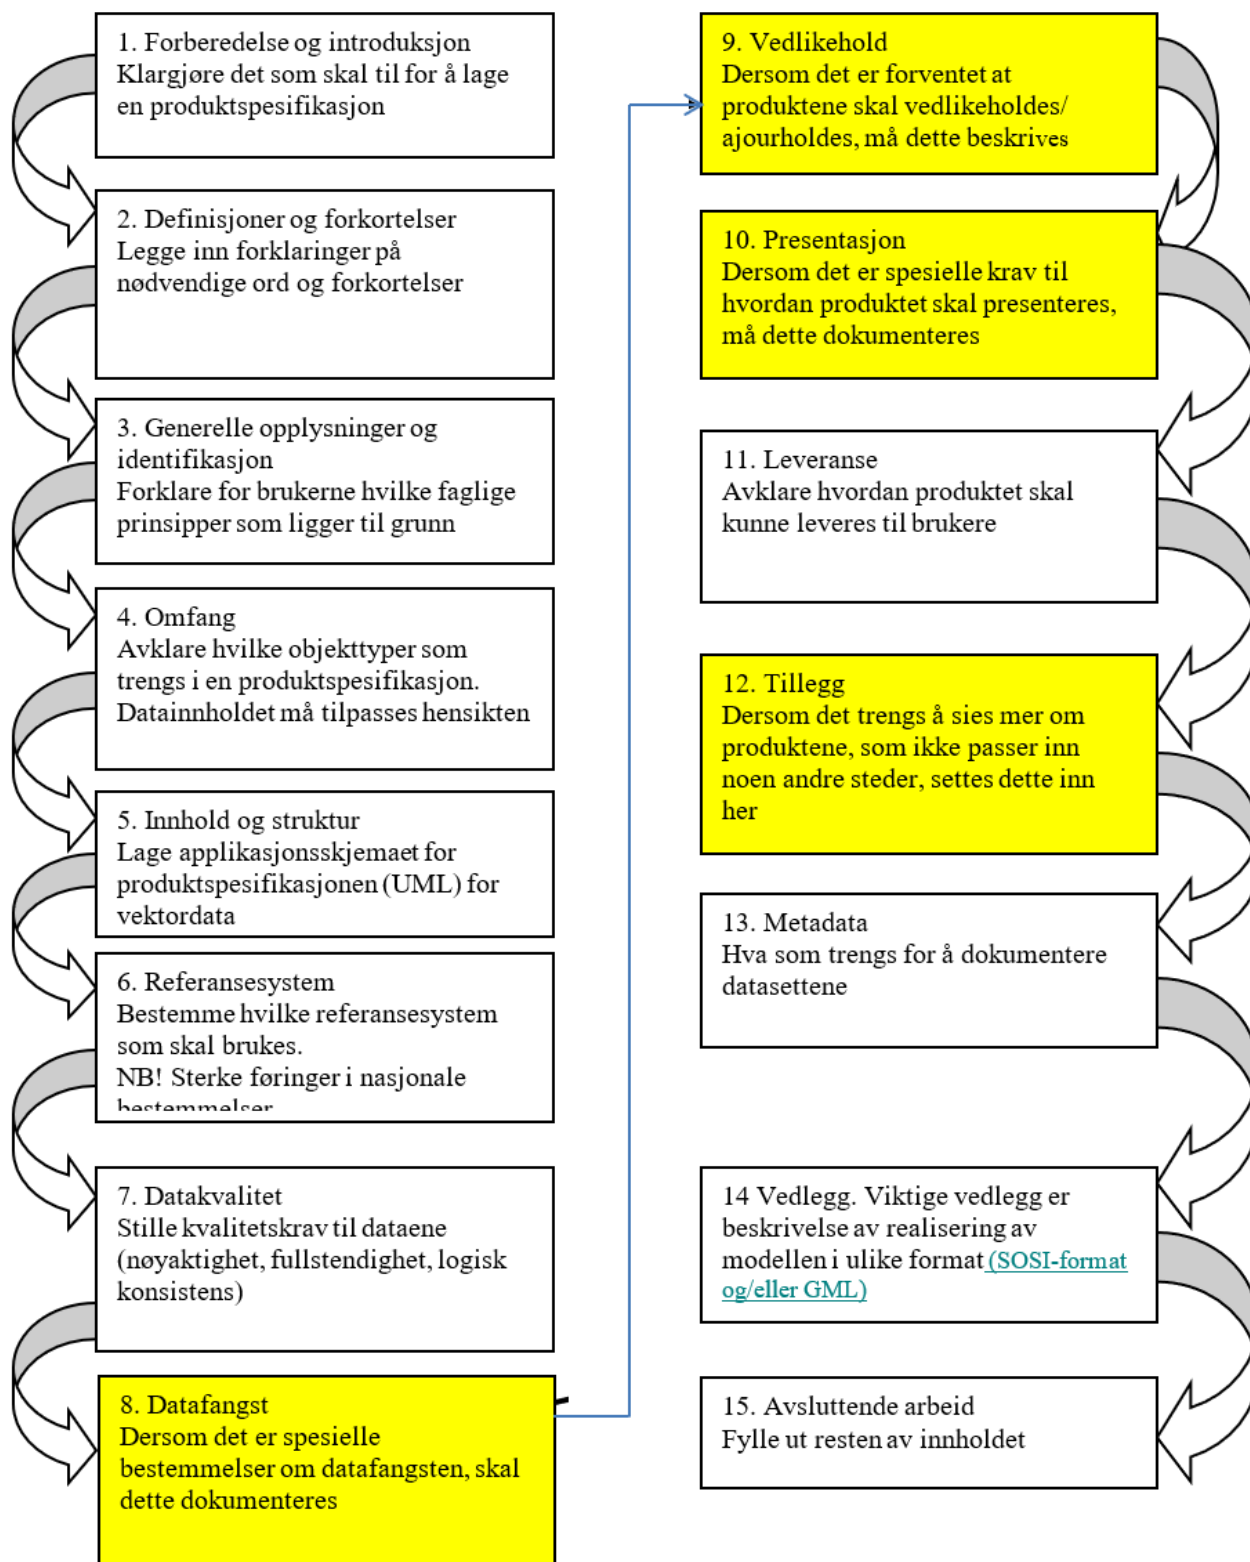 1. Forberedelse og introduksjon
Klargjøre det som skal til for å lage
en produktspesifikasjon
2. Definisjoner og forkortelser
Legge inn forklaringer på
nødvendige ord og forkortelser
3. Generelle opplysninger og
identifikasjon
Forklare for brukerne hvilke faglige
prinsipper som ligger til grunn
4. Omfang
Avklare hvilke objekttyper som
trengs i en produktspesifikasjon.
Datainnholdet må tilpasses hensikten
5. Innhold og struktur
Lage applikasjonsskjemaet for
produktspesifikasjonen (UML) for
vektordata
6. Referansesystem
Bestemme hvilke referansesystem
som skal brukes.
NB! Sterke føringer i nasjonale
bestemmelser
7. Datakvalitet
Stille kvalitetskrav til dataene
(nøyaktighet, fullstendighet, logisk
konsistens)
8. Datafangst
Dersom det er spesielle
bestemmelser om datafangsten, skal
dette dokumenteres
9. Vedlikehold
Dersom det er forventet at
produktene skal vedlikeholdes/
ajourholdes, må dette beskrives
10. Presentasjon
Dersom det er spesielle krav til
hvordan produktet skal presenteres,
må dette dokumenteres
11. Leveranse
Avklare hvordan produktet skal
kunne leveres til brukere
12. Tillegg
Dersom det trengs å sies mer om
produktene, som ikke passer inn
noen andre steder, settes dette inn
her
13. Metadata
Hva som trengs for å dokumentere
datasettene
14 Vedlegg. Viktige vedlegg er
beskrivelse av realisering av
modellen i ulike format (SOSI-format
og/eller GML)
15. Avsluttende arbeid
Fylle ut resten av innholdet